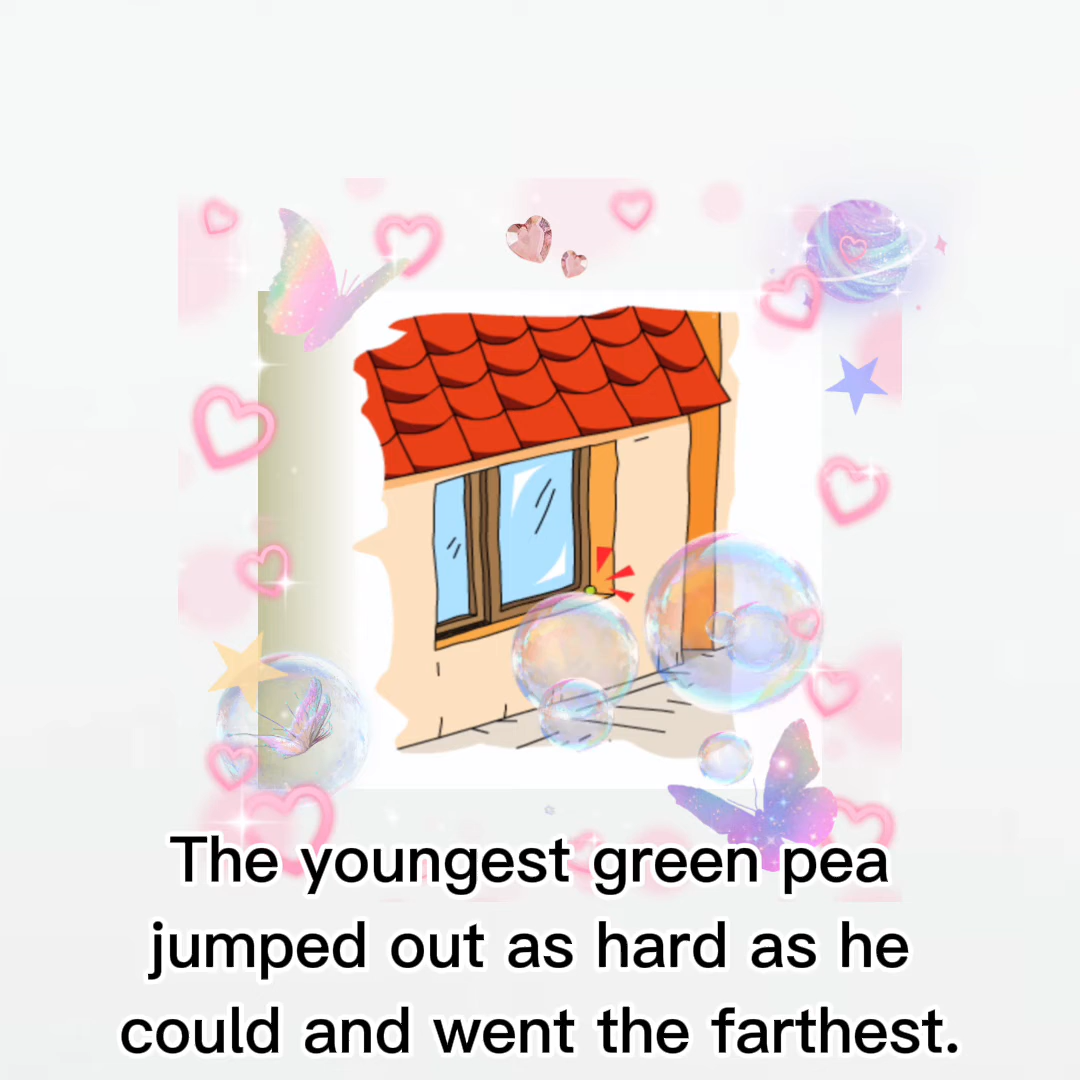 The youngest green pea
jumped out as hard as he
could and went the farthest.